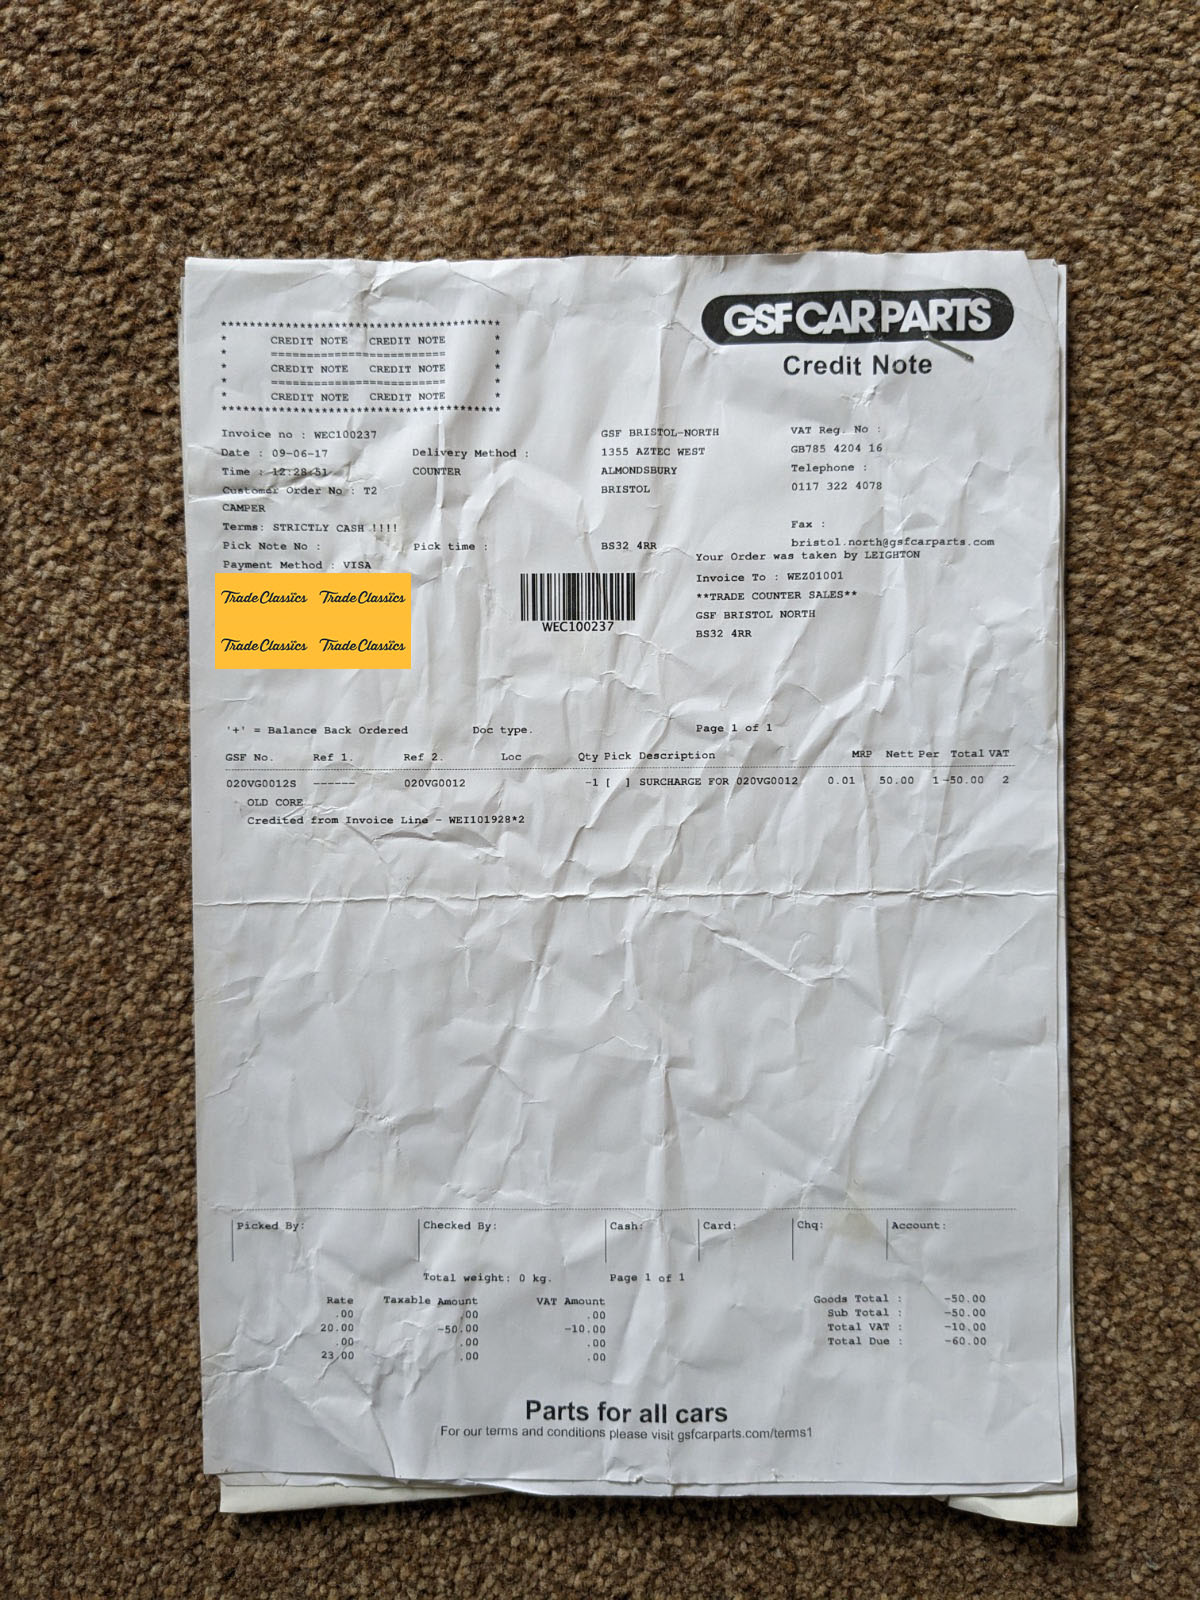 GSF CAR PARTS
Credit Note
***************************************
* CREDIT NOTE CREDIT NOTE *
* ========================= *
* CREDIT NOTE CREDIT NOTE *
* ========================= *
* CREDIT NOTE CREDIT NOTE *
***************************************
Invoice no : WEC100237
Date : 09-06-17 Delivery Method :
Time : 12:28:51 COUNTER
Customer Order No : T2
CAMPER
Terms: STRICTLY CASH !!!!
Pick Note No : Pick time :
Payment Method : VISA
GSF BRISTOL-NORTH
1355 AZTEC WEST
ALMONDSBURY
BRISTOL
BS32 4RR
VAT Reg. No :
GB785 4204 16
Telephone :
0117 322 4078
Fax :
bristol.north@gsfcarparts.com
Your Order was taken by LEIGHTON
Invoice To : WEZ01001
**TRADE COUNTER SALES**
GSF BRISTOL NORTH
BS32 4RR
Trade Classics Trade Classics
Trade Classics Trade Classics
WEC100237
'+' = Balance Back Ordered Doc type. Page 1 of 1
GSF No. Ref 1. Ref 2. Loc Qty Pick Description MRP Nett Per Total VAT
020VG0012S ------ 020VG0012 -1 [ ] SURCHARGE FOR 020VG0012 0.01 50.00 1 -50.00 2
OLD CORE
Credited from Invoice Line - WEI101928*2
Picked By: Checked By: Cash: Card: Chq: Account:
Total weight: 0 kg. Page 1 of 1
Rate Taxable Amount VAT Amount
.00 .00 .00
20.00 -50.00 -10.00
.00 .00 .00
23.00 .00 .00
Goods Total : -50.00
Sub Total : -50.00
Total VAT : -10.00
Total Due : -60.00
Parts for all cars
For our terms and conditions please visit gsfcarparts.com/terms1